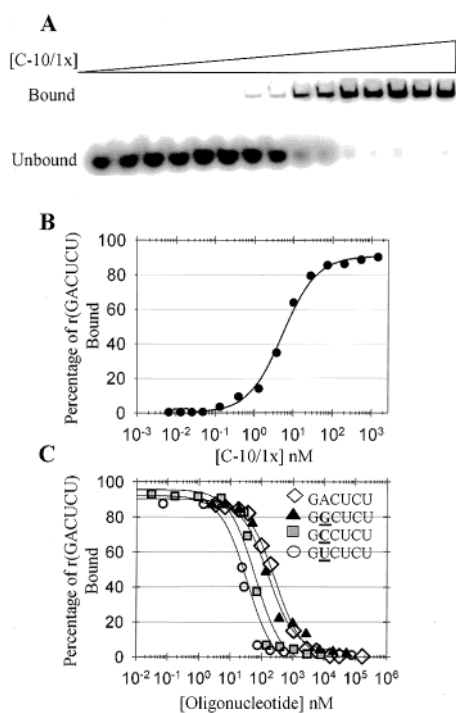 A
[C-10/1x]
Bound
Unbound
B
Percentage of r(GACUCU)
Bound
100
80
60
40
20
0
10⁻³ 10⁻² 10⁻¹ 10⁰ 10¹ 10² 10³
[C-10/1x] nM
C
Percentage of r(GACUCU)
Bound
100
80
60
40
20
0
GACUCU
GGCUCU
GCCUCU
GUCUCU
10⁻² 10⁻¹ 10⁰ 10¹ 10² 10³ 10⁴ 10⁵ 10⁶
[Oligonucleotide] nM